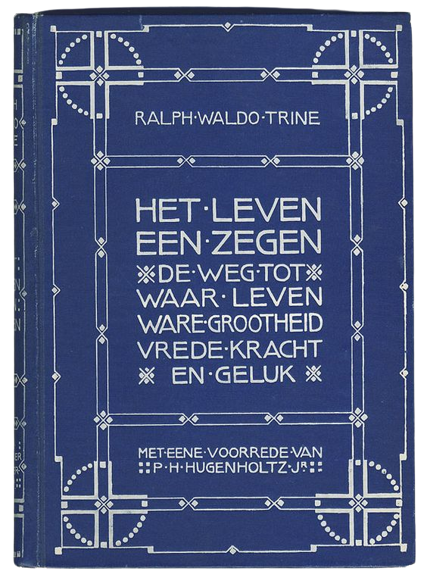 RALPH·WALDO·TRINE
HET·LEVEN
EEN·ZEGEN
DE·WEG·TOT
WAAR·LEVEN
WARE·GROOTHEID
VREDE·KRACHT
EN·GELUK
MET·EENE·VOORREDE·VAN
P·H·HUGENHOLTZ·JR·